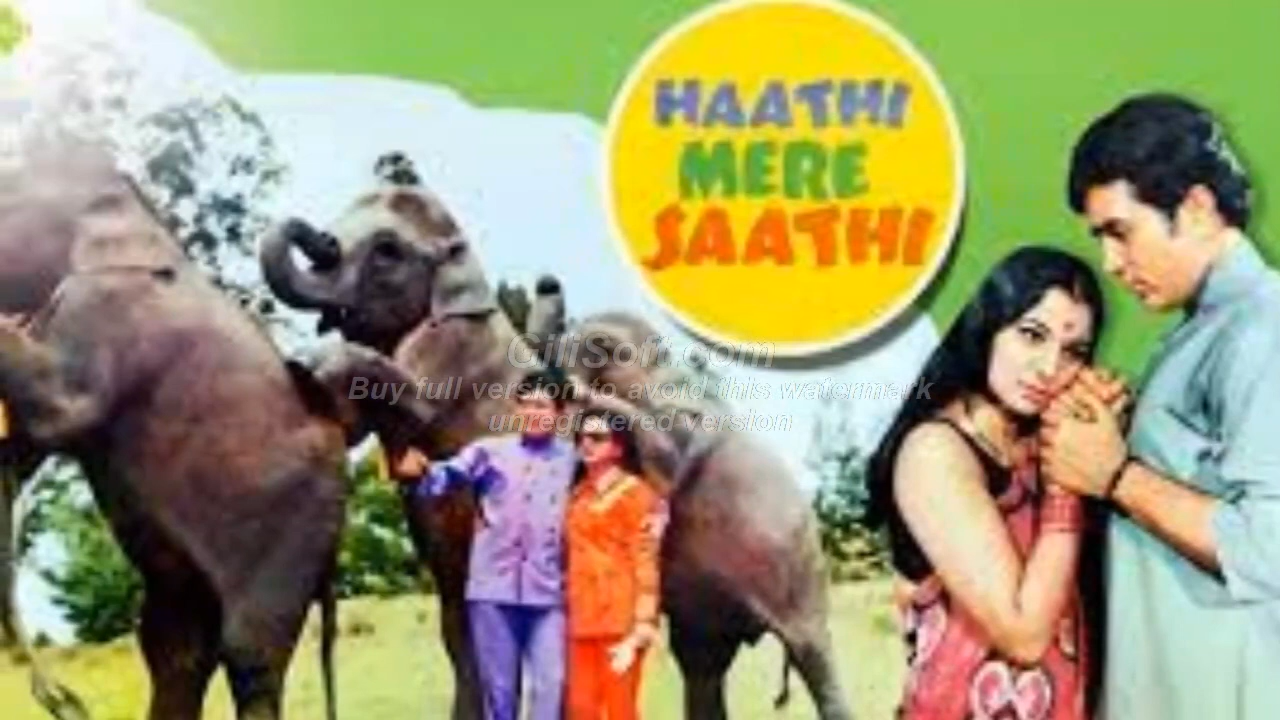 HAATHI
MERE
SAATHI
GiliSoft.com
Buy full version to avoid this watermark
unregistered version